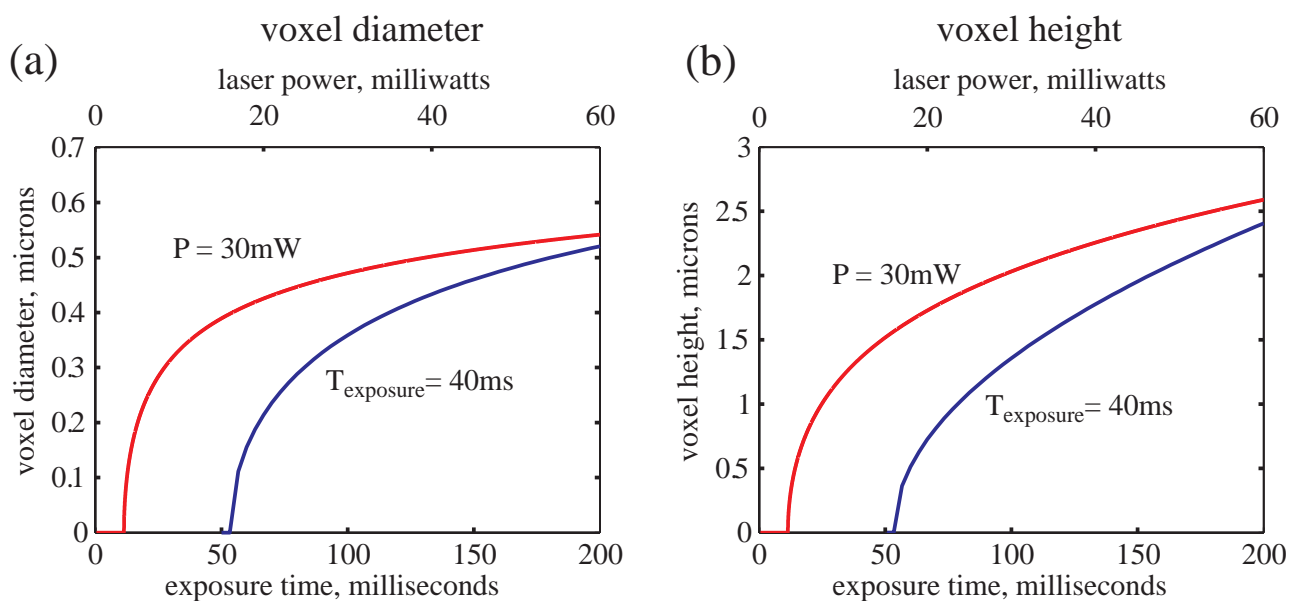 voxel diameter
(a)
laser power, milliwatts
0 20 40 60
0.7
0.6
0.5
0.4
0.3
0.2
0.1
0
voxel diameter, microns
P = 30mW
T exposure = 40ms
0 50 100 150 200
exposure time, milliseconds
voxel height
(b)
laser power, milliwatts
0 20 40 60
3
2.5
2
1.5
1
0.5
0
voxel height, microns
P = 30mW
T exposure = 40ms
0 50 100 150 200
exposure time, milliseconds